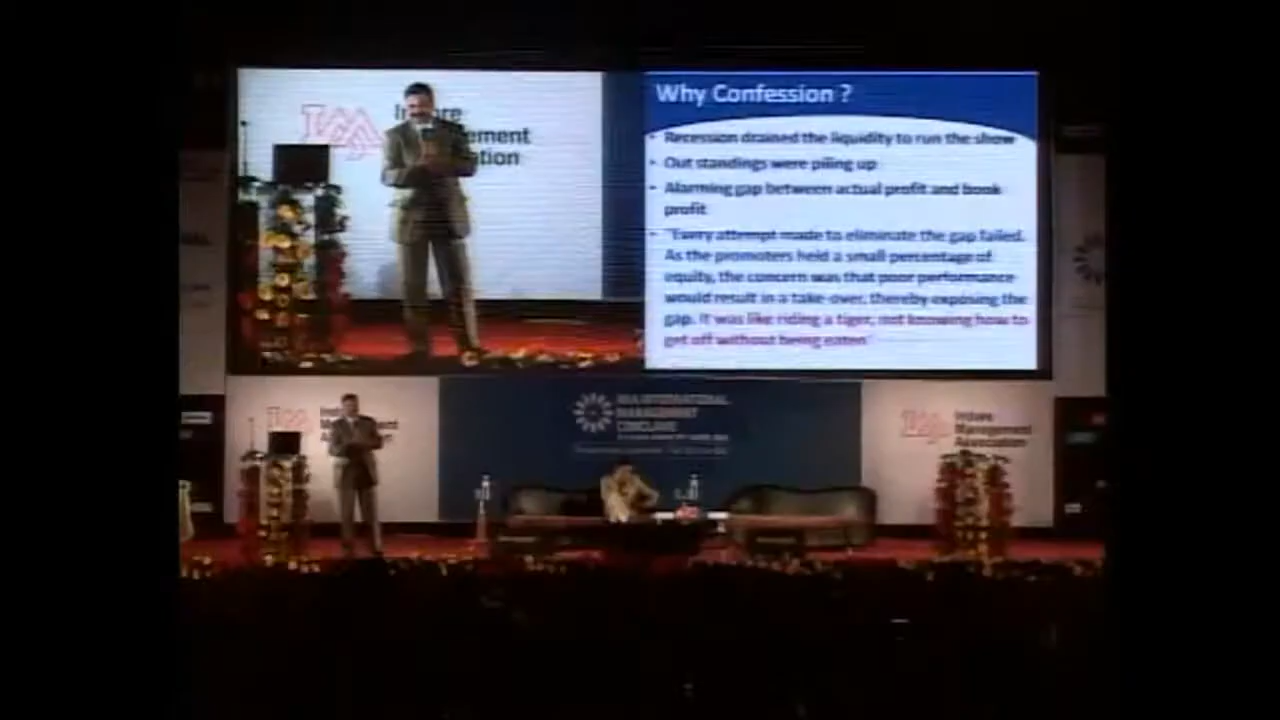 Why Confession ?
• Recession drained the liquidity to run the show
• Out standings were piling up
• Alarming gap between actual profit and book
profit
• "Every attempt made to eliminate the gap failed.
As the promoters held a small percentage of
equity, the concern was that poor performance
would result in a take-over, thereby exposing the
gap. It was like riding a tiger, not knowing how to
get off without being eaten"
IMA
INTERNATIONAL
MANAGEMENT
CONCLAVE
Indore
Management
Association